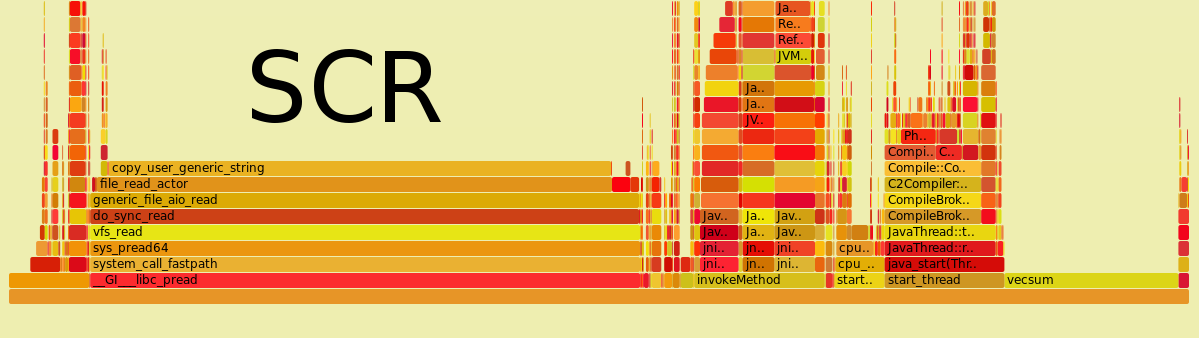 Ja..
Re..
Ref..
SCR
JVM..
Ja..
Ja..
JV..
Ph..
Compi.. C..
copy_user_generic_string Compile::Co..
file_read_actor C2Compiler:..
generic_file_aio_read CompileBrok..
do_sync_read Jav.. Ja.. Jav.. CompileBrok..
vfs_read Jav.. Ja.. Jav.. JavaThread::t..
sys_pread64 jni.. jn.. jni.. cpu.. JavaThread::r..
system_call_fastpath jni.. jn.. jni.. cpu_.. java_start(Thr..
__GI___libc_pread invokeMethod start.. start_thread vecsum